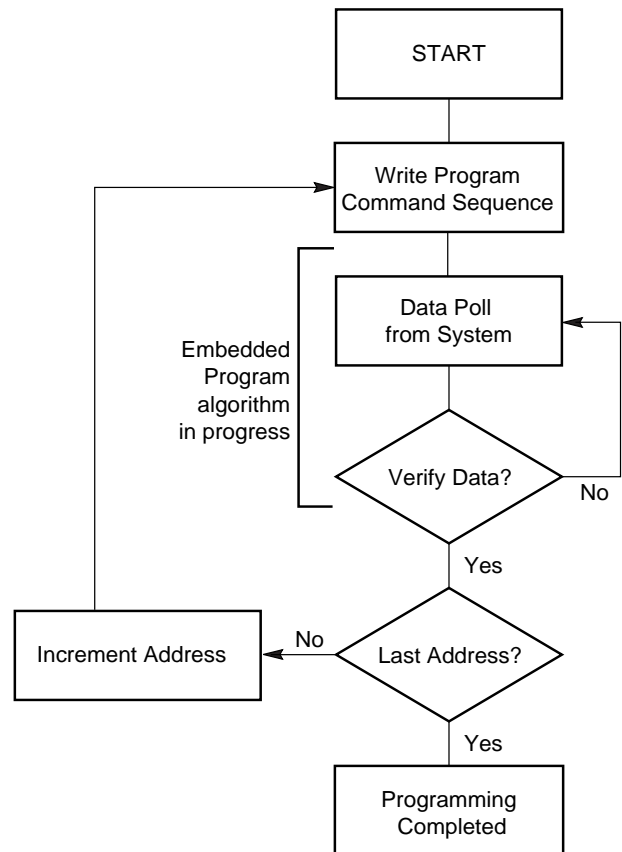 START
Write Program
Command Sequence
Data Poll
from System
Embedded
Program
algorithm
in progress
Verify Data?
No
Yes
No
Increment Address
Last Address?
Yes
Programming
Completed